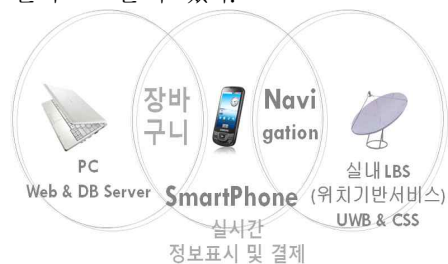 장바
구니
Navi
gation
PC
Web & DB Server
SmartPhone
실시간
정보표시 및 결제
실내 LBS
(위치기반서비스)
UWB & CSS